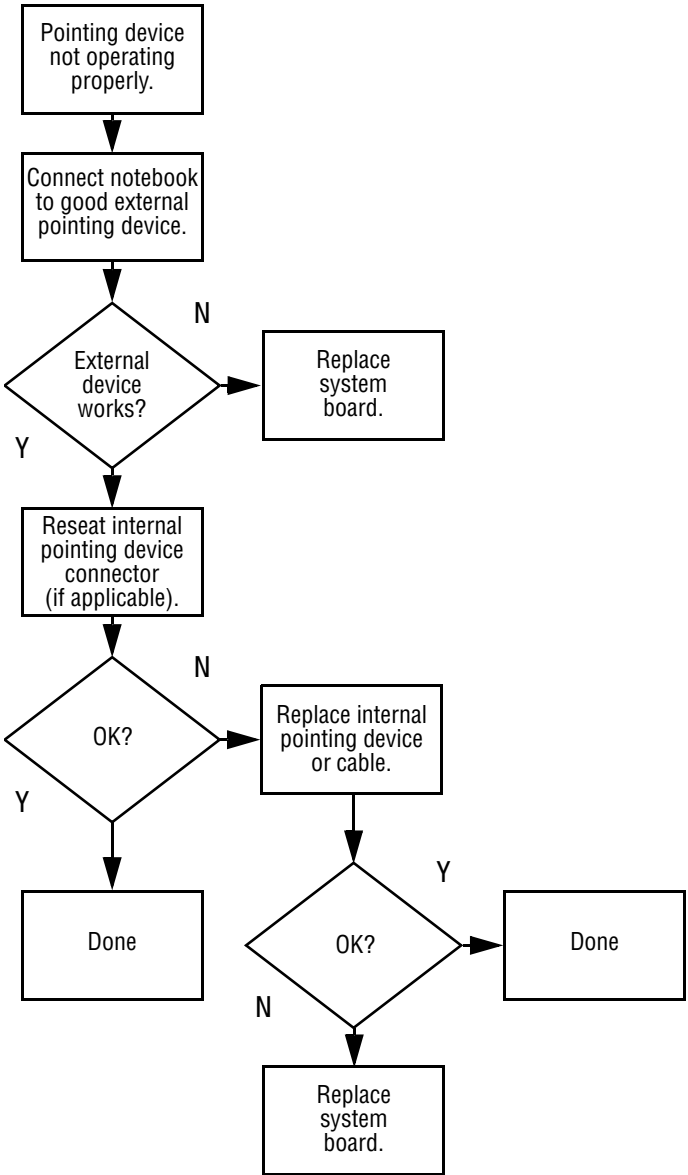 Pointing device
not operating
properly.
Connect notebook
to good external
pointing device.
N
External
device
works?
Replace
system
board.
Y
Reseat internal
pointing device
connector
(if applicable).
N
OK?
Replace internal
pointing device
or cable.
Y
Done
Y
OK?
Done
N
Replace
system
board.